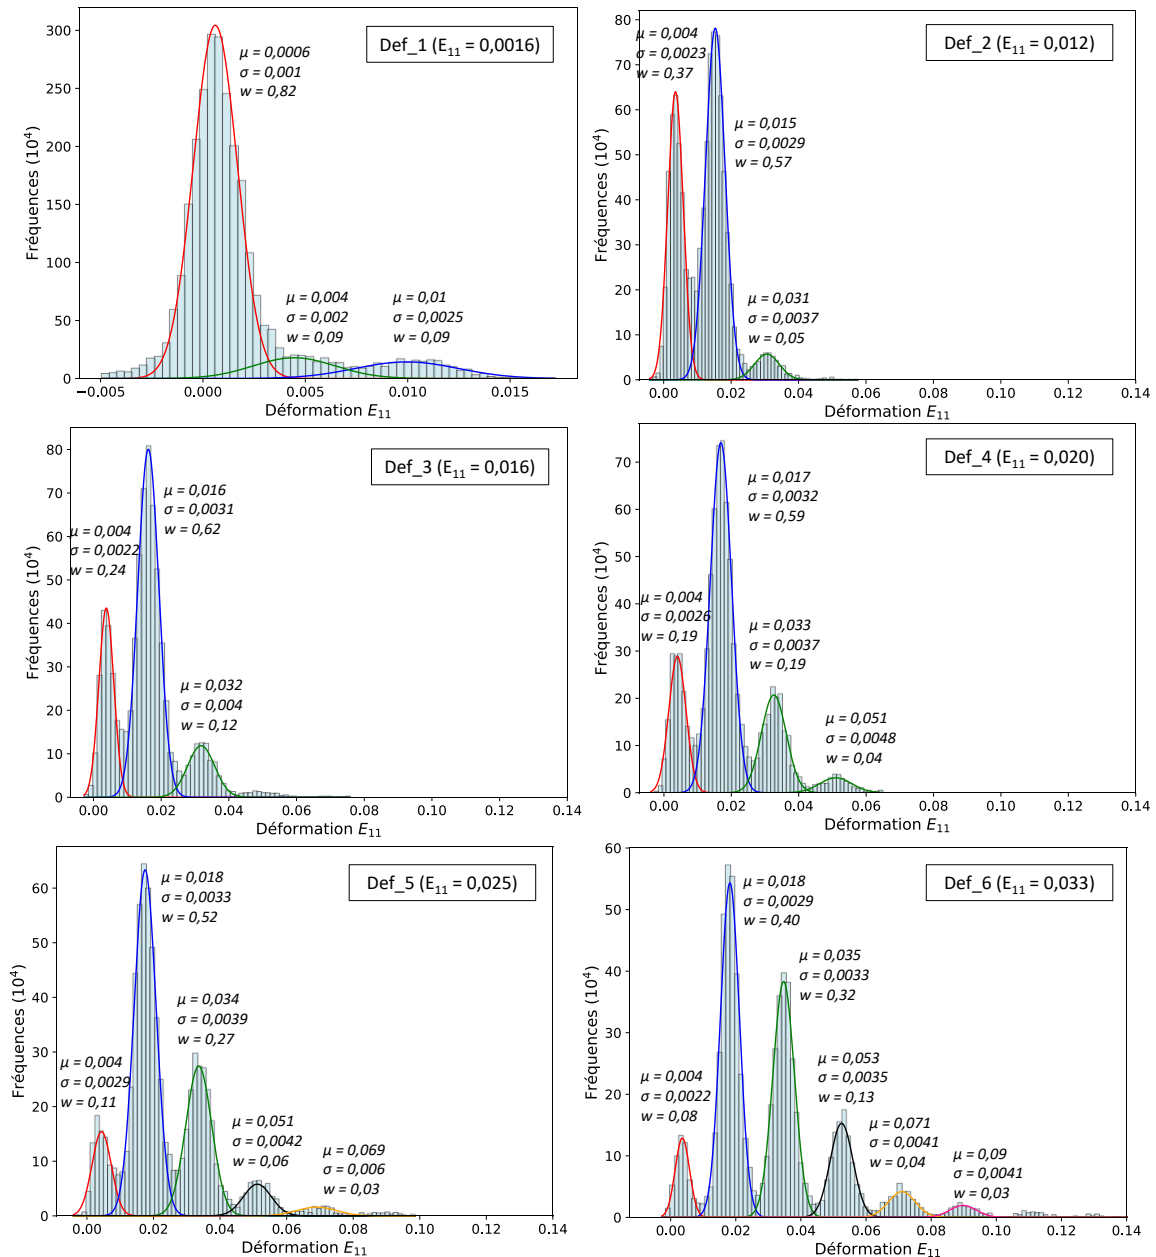 Def_1 (E11 = 0,0016)
μ = 0,0006
σ = 0,001
w = 0,82
μ = 0,004
σ = 0,002
w = 0,09
μ = 0,01
σ = 0,0025
w = 0,09
Fréquences (10^4)
300
250
200
150
100
50
0
−0.005
0.000
0.005
0.010
0.015
Déformation E11
Def_2 (E11 = 0,012)
μ = 0,004
σ = 0,0023
w = 0,37
μ = 0,015
σ = 0,0029
w = 0,57
μ = 0,031
σ = 0,0037
w = 0,05
Fréquences (10^4)
80
70
60
50
40
30
20
10
0
0.00
0.02
0.04
0.06
0.08
0.10
0.12
0.14
Déformation E11
Def_3 (E11 = 0,016)
μ = 0,004
σ = 0,0022
w = 0,24
μ = 0,016
σ = 0,0031
w = 0,62
μ = 0,032
σ = 0,004
w = 0,12
Fréquences (10^4)
80
70
60
50
40
30
20
10
0
0.00
0.02
0.04
0.06
0.08
0.10
0.12
0.14
Déformation E11
Def_4 (E11 = 0,020)
μ = 0,004
σ = 0,0026
w = 0,19
μ = 0,017
σ = 0,0032
w = 0,59
μ = 0,033
σ = 0,0037
w = 0,19
μ = 0,051
σ = 0,0048
w = 0,04
Fréquences (10^4)
70
60
50
40
30
20
10
0
0.00
0.02
0.04
0.06
0.08
0.10
0.12
0.14
Déformation E11
Def_5 (E11 = 0,025)
μ = 0,004
σ = 0,0029
w = 0,11
μ = 0,018
σ = 0,0033
w = 0,52
μ = 0,034
σ = 0,0039
w = 0,27
μ = 0,051
σ = 0,0042
w = 0,06
μ = 0,069
σ = 0,006
w = 0,03
Fréquences (10^4)
60
50
40
30
20
10
0
0.00
0.02
0.04
0.06
0.08
0.10
0.12
0.14
Déformation E11
Def_6 (E11 = 0,033)
μ = 0,004
σ = 0,0022
w = 0,08
μ = 0,018
σ = 0,0029
w = 0,40
μ = 0,035
σ = 0,0033
w = 0,32
μ = 0,053
σ = 0,0035
w = 0,13
μ = 0,071
σ = 0,0041
w = 0,04
μ = 0,09
σ = 0,0041
w = 0,03
Fréquences (10^4)
60
50
40
30
20
10
0
0.00
0.02
0.04
0.06
0.08
0.10
0.12
0.14
Déformation E11